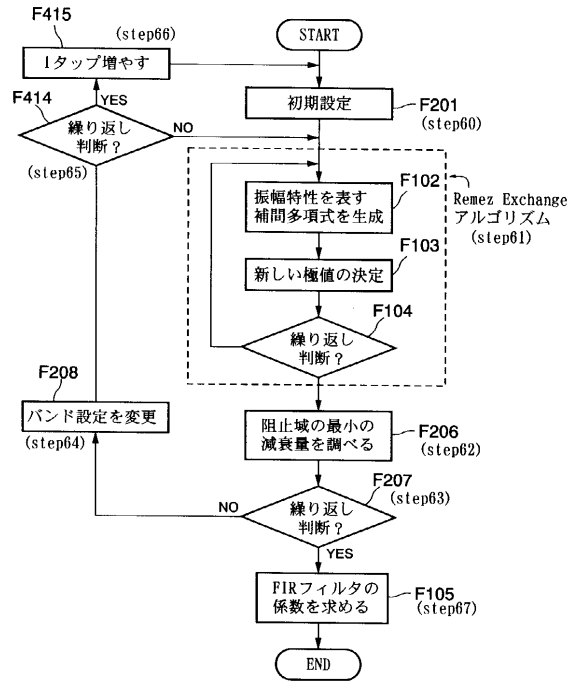 F415
(step66)
START
1タップ増やす
F414
YES
初期設定
F201
(step60)
繰り返し
判断？
NO
(step65)
振幅特性を表す
補間多項式を生成
F102
Remez Exchange
アルゴリズム
(step61)
新しい極値の決定
F103
F104
繰り返し
判断？
F208
バンド設定を変更
(step64)
阻止域の最小の
減衰量を調べる
F206
(step62)
F207
(step63)
NO
繰り返し
判断？
YES
FIRフィルタの
係数を求める
F105
(step67)
END